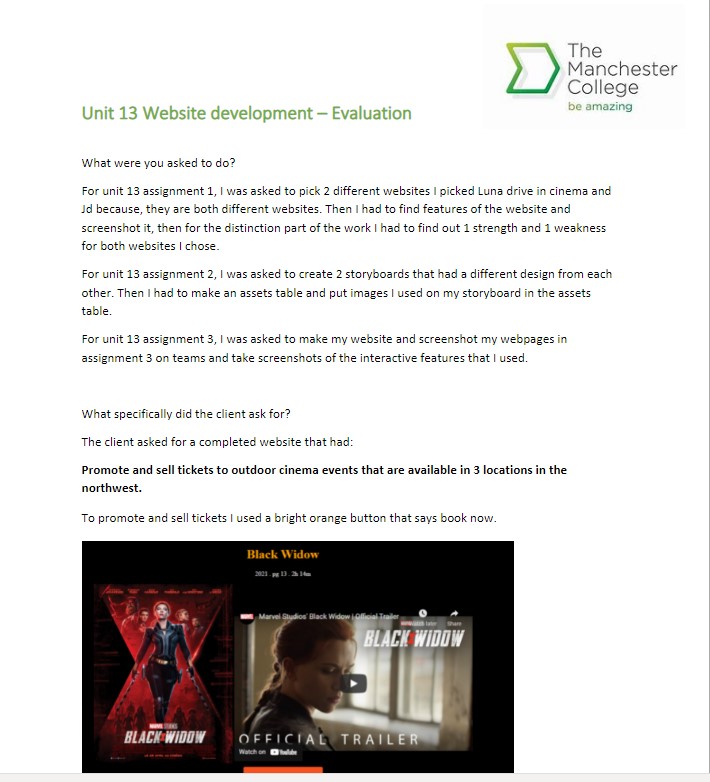 The
Manchester
College
be amazing
Unit 13 Website development – Evaluation
What were you asked to do?
For unit 13 assignment 1, I was asked to pick 2 different websites I picked Luna drive in cinema and
Jd because, they are both different websites. Then I had to find features of the website and
screenshot it, then for the distinction part of the work I had to find out 1 strength and 1 weakness
for both websites I chose.
For unit 13 assignment 2, I was asked to create 2 storyboards that had a different design from each
other. Then I had to make an assets table and put images I used on my storyboard in the assets
table.
For unit 13 assignment 3, I was asked to make my website and screenshot my webpages in
assignment 3 on teams and take screenshots of the interactive features that I used.
What specifically did the client ask for?
The client asked for a completed website that had:
Promote and sell tickets to outdoor cinema events that are available in 3 locations in the
northwest.
To promote and sell tickets I used a bright orange button that says book now.
Black Widow
2021 . pg 13 . 2h 14m
Marvel Studios' Black Widow | Official Trailer
later Share
BLACK WIDOW
MARVEL STUDIOS
BLACK WIDOW
OFFICIAL TRAILER
Watch on YouTube